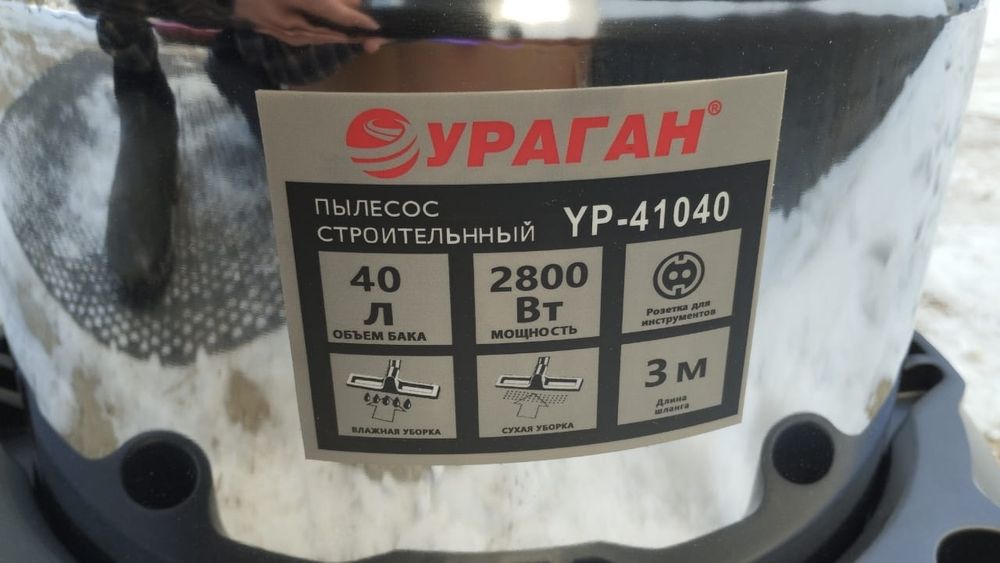 УРАГАН®
ПЫЛЕСОС
СТРОИТЕЛЬННЫЙ УР-41040
40
Л
ОБЪЕМ БАКА
2800
Вт
МОЩНОСТЬ
Розетка для
инструментов
ВЛАЖНАЯ УБОРКА
СУХАЯ УБОРКА
3 м
Длина
шланга